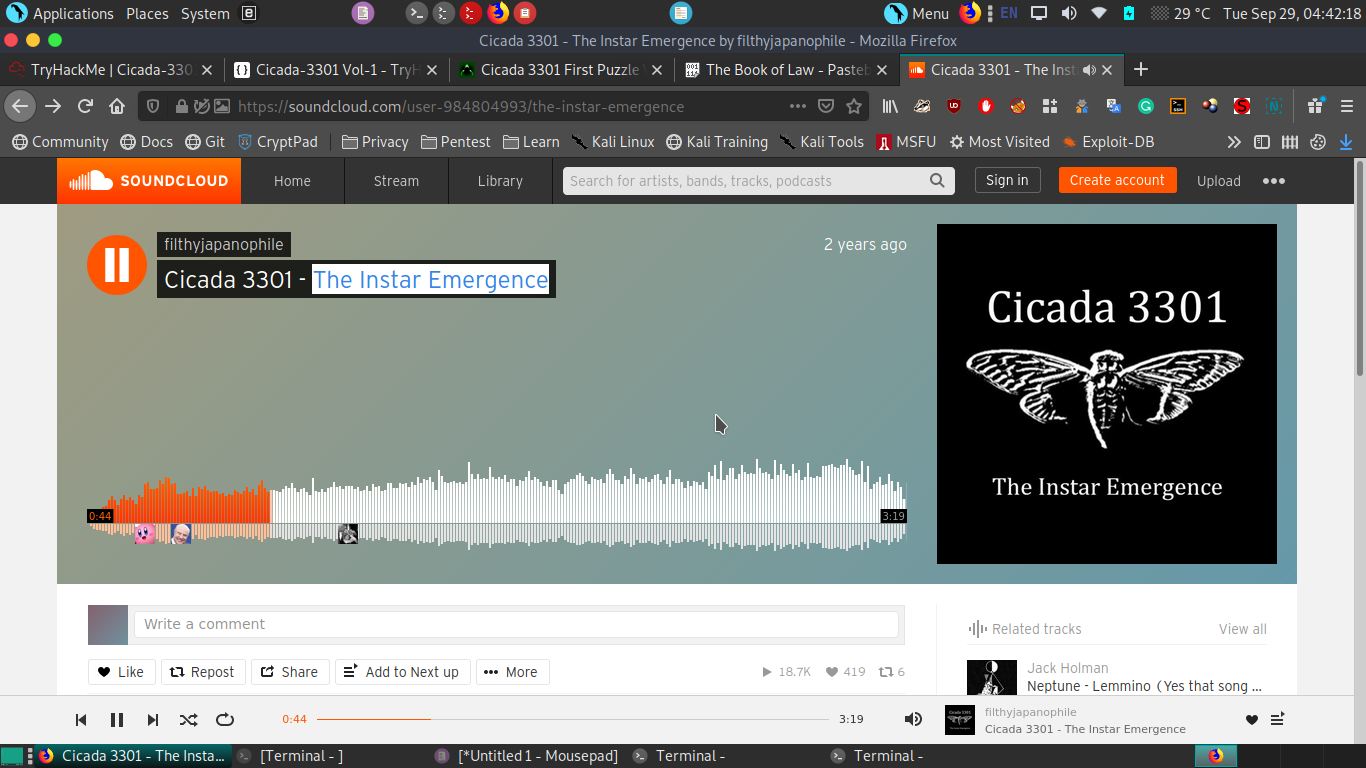 Applications Places System Menu EN 29 °C Tue Sep 29, 04:42:18
Cicada 3301 - The Instar Emergence by filthyjapanophile - Mozilla Firefox
TryHackMe | Cicada-330 Cicada-3301 Vol-1 - TryH Cicada 3301 First Puzzle The Book of Law - Pasteb Cicada 3301 - The Inst
https://soundcloud.com/user-984804993/the-instar-emergence
Community Docs Git CryptPad Privacy Pentest Learn Kali Linux Kali Training Kali Tools MSFU Most Visited Exploit-DB
SOUNDCLOUD Home Stream Library Search for artists, bands, tracks, podcasts Sign in Create account Upload
filthyjapanophile 2 years ago
Cicada 3301 - The Instar Emergence
Cicada 3301
The Instar Emergence
0:44 3:19
Write a comment
Related tracks View all
Like Repost Share Add to Next up More 18.7K 419 6
Jack Holman
Neptune - Lemmino (Yes that song ...
0:44 3:19
filthyjapanophile
Cicada 3301 - The Instar Emergence
Cicada 3301 - The Insta... [Terminal - ] [*Untitled 1 - Mousepad] Terminal - Terminal -